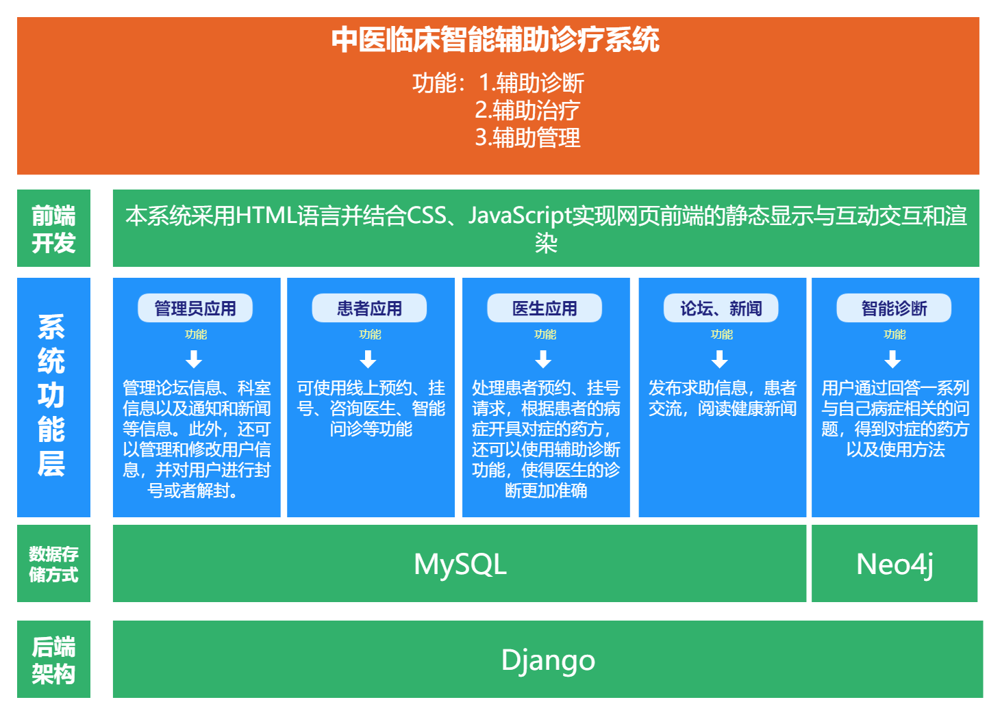 中医临床智能辅助诊疗系统
功能：1.辅助诊断
2.辅助治疗
3.辅助管理
前端
开发
本系统采用HTML语言并结合CSS、JavaScript实现网页前端的静态显示与互动交互和渲
染
系
统
功
能
层
管理员应用
功能
管理论坛信息、科室
信息以及通知和新闻
等信息。此外，还可
以管理和修改用户信
息，并对用户进行封
号或者解封。
患者应用
功能
可使用线上预约、挂
号、咨询医生、智能
问诊等功能
医生应用
功能
处理患者预约、挂号
请求，根据患者的病
症开具对症的药方，
还可以使用辅助诊断
功能，使得医生的诊
断更加准确
论坛、新闻
功能
发布求助信息，患者
交流，阅读健康新闻
智能诊断
功能
用户通过回答一系列
与自己病症相关的问
题，得到对症的药方
以及使用方法
数据存
储方式
MySQL
Neo4j
后端
架构
Django